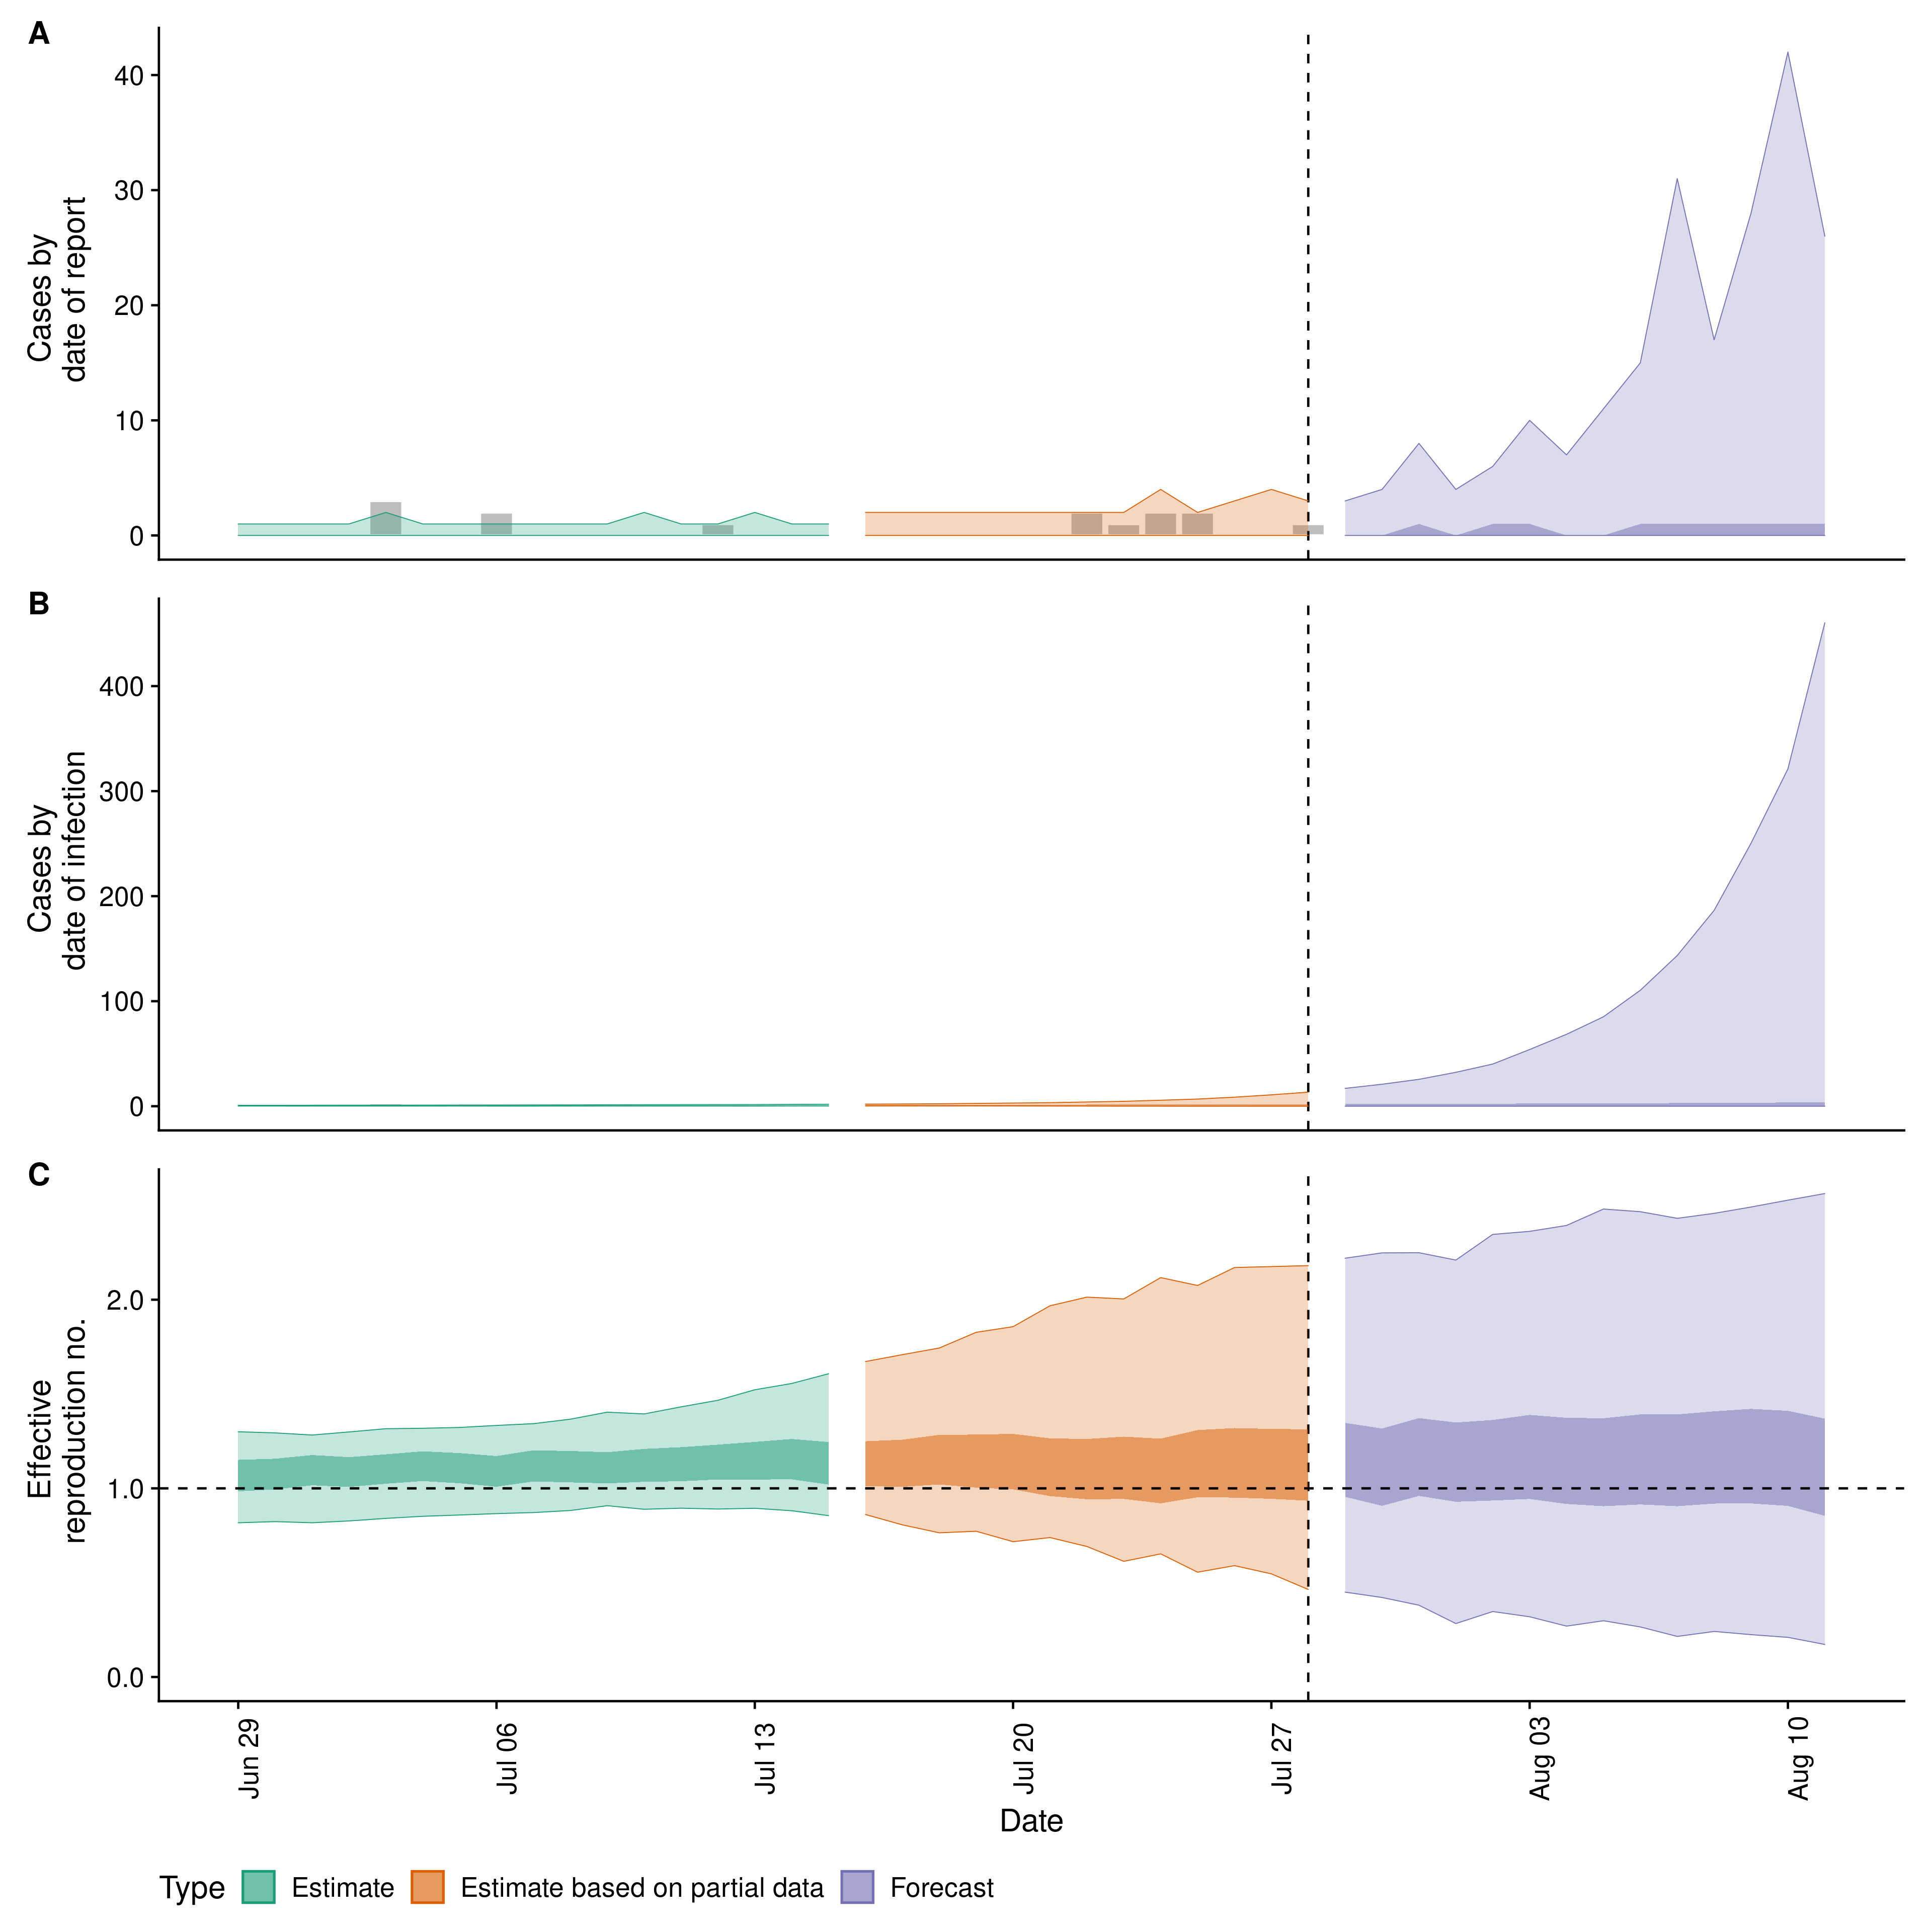 A
40
30
20
10
0
Cases by
date of report
B
400
300
200
100
0
Cases by
date of infection
C
2.0
1.0
0.0
Effective
reproduction no.
Jun 29
Jul 06
Jul 13
Jul 20
Jul 27
Aug 03
Aug 10
Date
Type
Estimate
Estimate based on partial data
Forecast